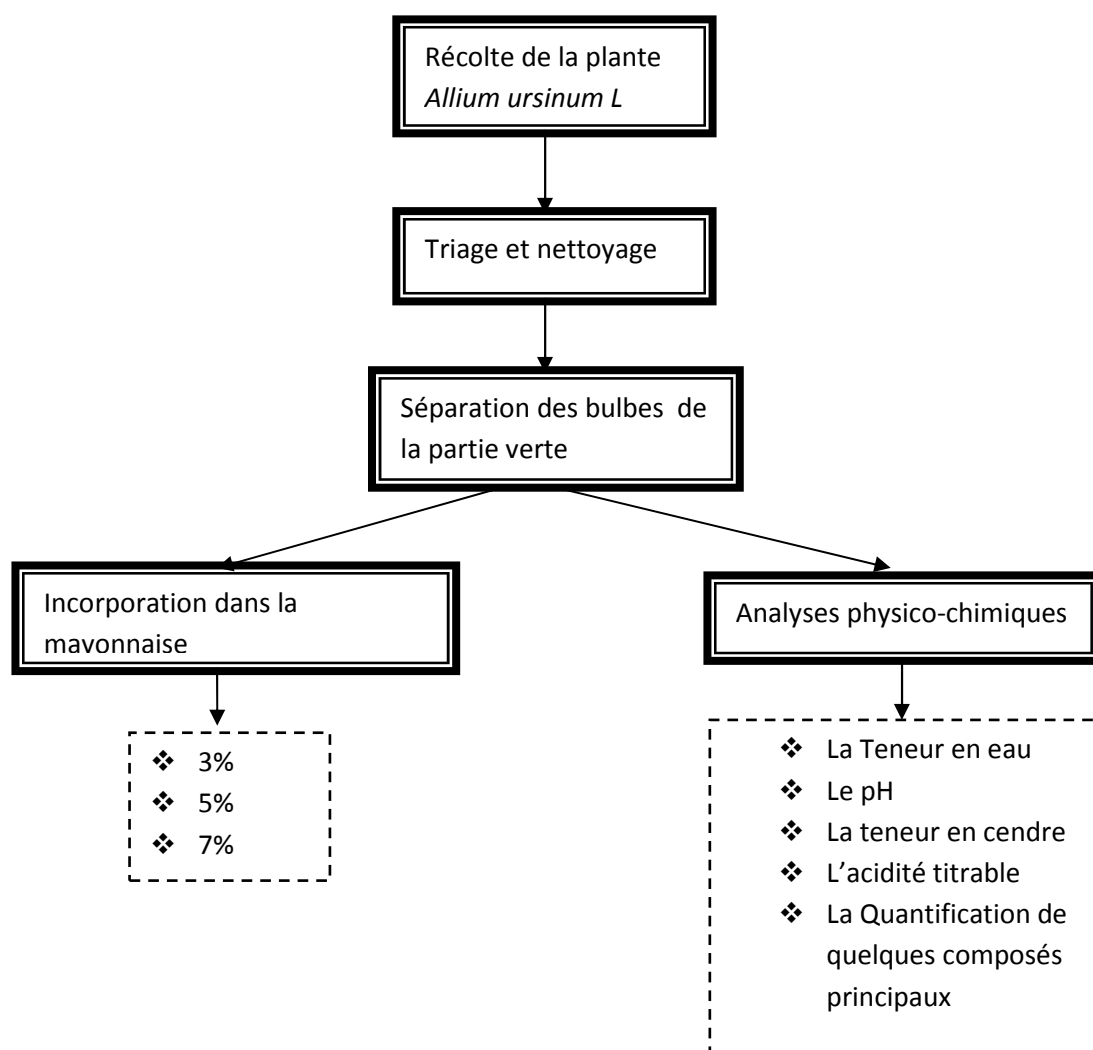 Récolte de la plante
Allium ursinum L
Triage et nettoyage
Séparation des bulbes de
la partie verte
Incorporation dans la
mayonnaise
Analyses physico-chimiques
❖ 3%
❖ 5%
❖ 7%
❖ La Teneur en eau
❖ Le pH
❖ La teneur en cendre
❖ L’acidité titrable
❖ La Quantification de
quelques composés
principaux